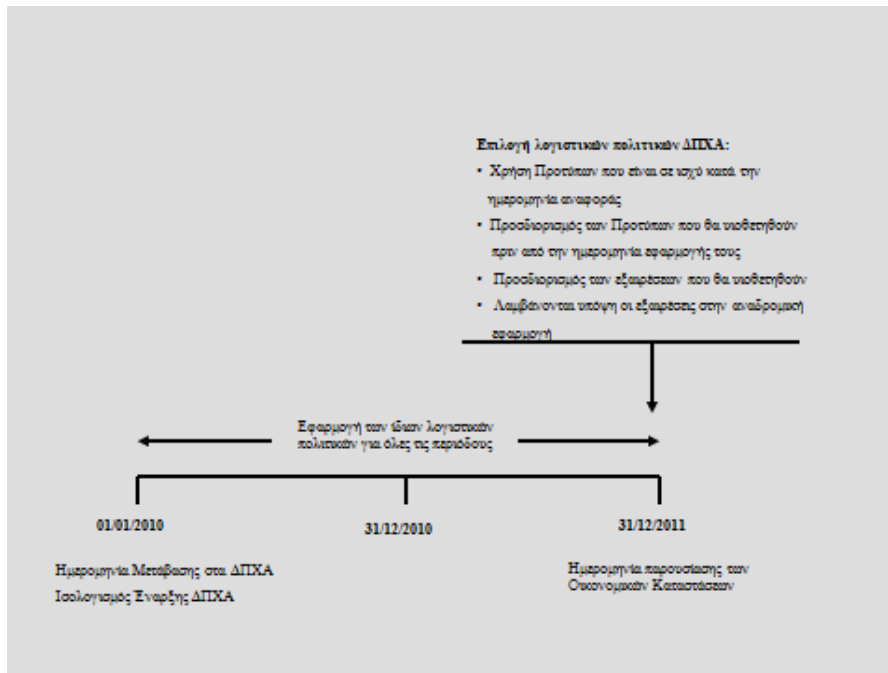 Επιλογή λογιστικών πολιτικών ΔΠΧΑ:
• Χρήση Προτύπων που είναι σε ισχύ κατά την
ημερομηνία αναφοράς
• Προσδιορισμός των Προτύπων που θα υιοθετηθούν
πριν από την ημερομηνία εφαρμογής τους
• Προσδιορισμός των εξαιρέσεων που θα υιοθετηθούν
• Λαμβάνονται υπόψη οι εξαιρέσεις στην αναδρομική
εφαρμογή
Εφαρμογή των ίδιων λογιστικών
πολιτικών για όλες τις περιόδους
01/01/2010
31/12/2010
31/12/2011
Ημερομηνία Μετάβασης στα ΔΠΧΑ
Ισολογισμός Έναρξης ΔΠΧΑ
Ημερομηνία παρουσίασης των
Οικονομικών Καταστάσεων